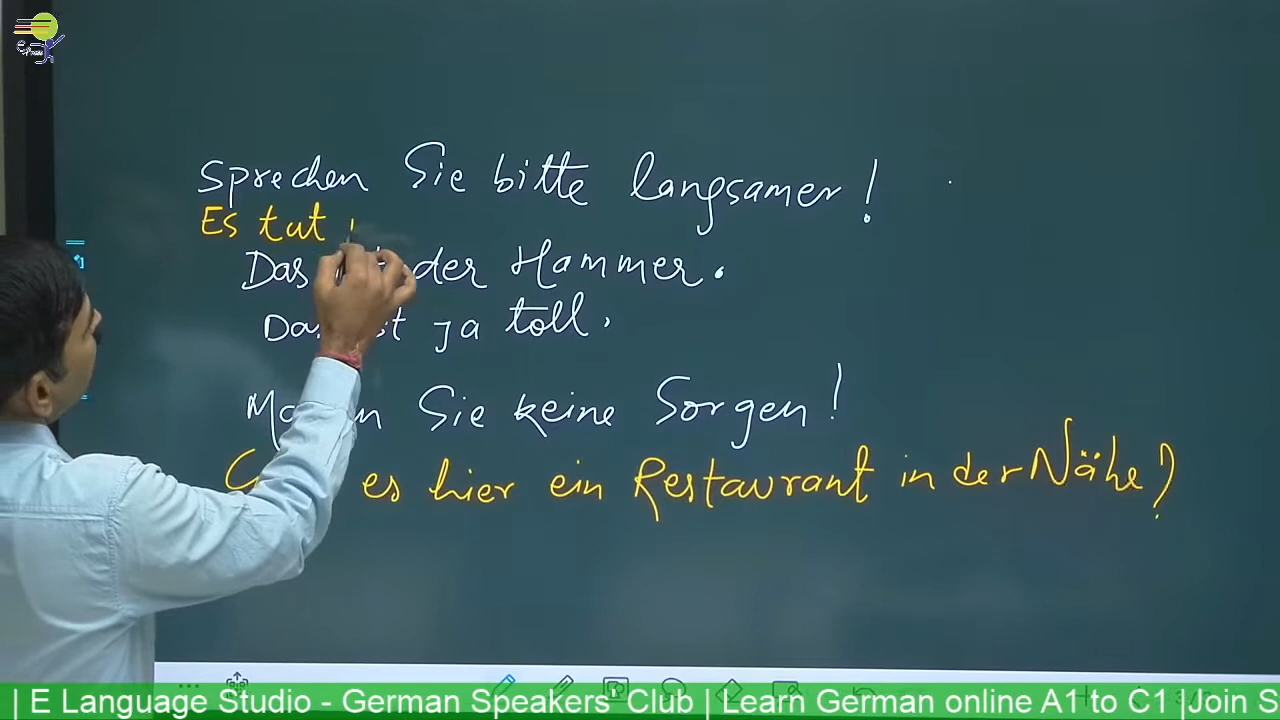 Sprechen Sie bitte langsamer!
Es tut
Das der Hammer.
ja toll.
Sie keine Sorgen!
es hier ein Restaurant in der Nähe?
| E Language Studio - German Speakers' Club | Learn German online A1 to C1 |Join S